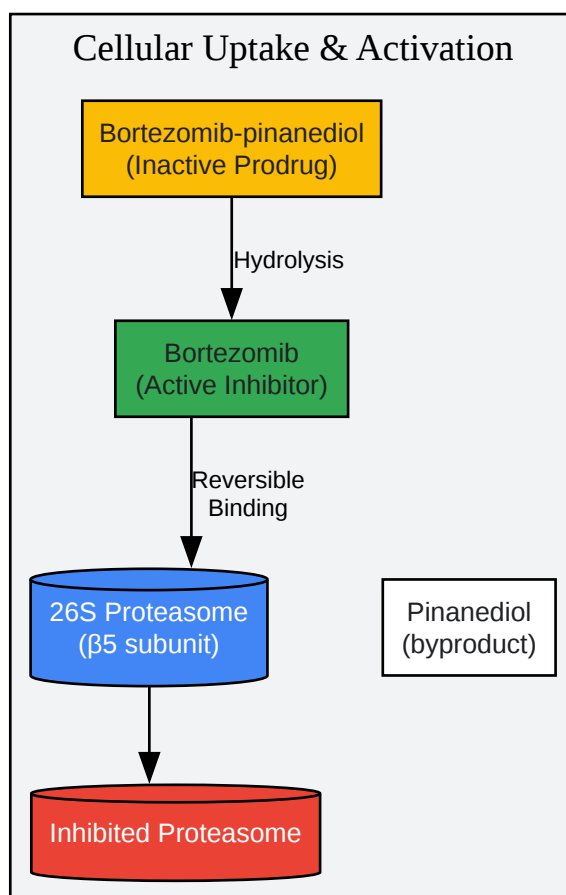 Cellular Uptake & Activation
Bortezomib-pinanediol
(Inactive Prodrug)
Hydrolysis
Bortezomib
(Active Inhibitor)
Reversible
Binding
26S Proteasome
(β5 subunit)
Pinanediol
(byproduct)
Inhibited Proteasome